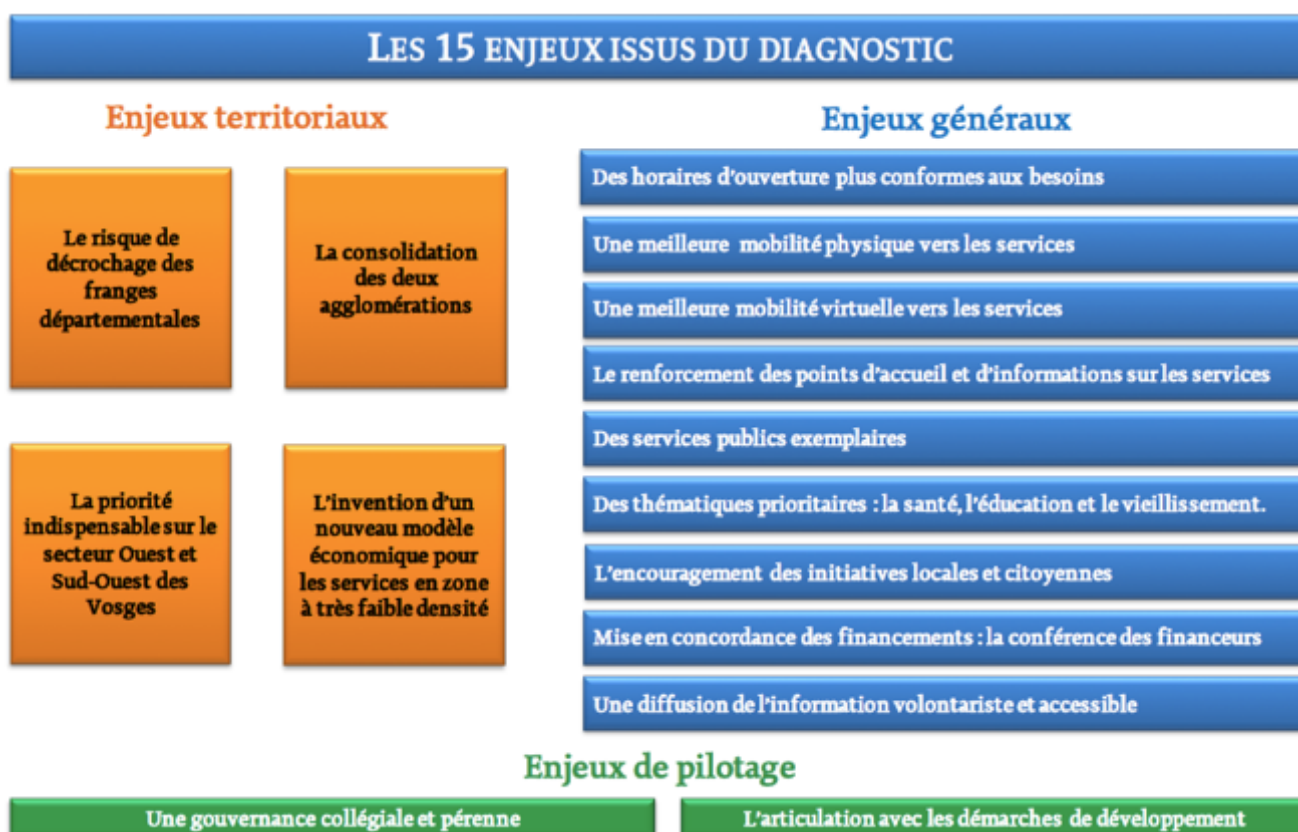 LES 15 ENJEUX ISSUS DU DIAGNOSTIC
Enjeux territoriaux
Le risque de
décrochage des
franges
départementales
La consolidation
des deux
agglomérations
La priorité
indispensable sur le
secteur Ouest et
Sud-Ouest des
Vosges
L'invention d'un
nouveau modèle
économique pour
les services en zone
à très faible densité
Enjeux généraux
Des horaires d'ouverture plus conformes aux besoins
Une meilleure mobilité physique vers les services
Une meilleure mobilité virtuelle vers les services
Le renforcement des points d'accueil et d'informations sur les services
Des services publics exemplaires
Des thématiques prioritaires : la santé, l'éducation et le vieillissement.
L'encouragement des initiatives locales et citoyennes
Mise en concordance des financements : la conférence des financeurs
Une diffusion de l'information volontariste et accessible
Enjeux de pilotage
Une gouvernance collégiale et pérenne
L'articulation avec les démarches de développement